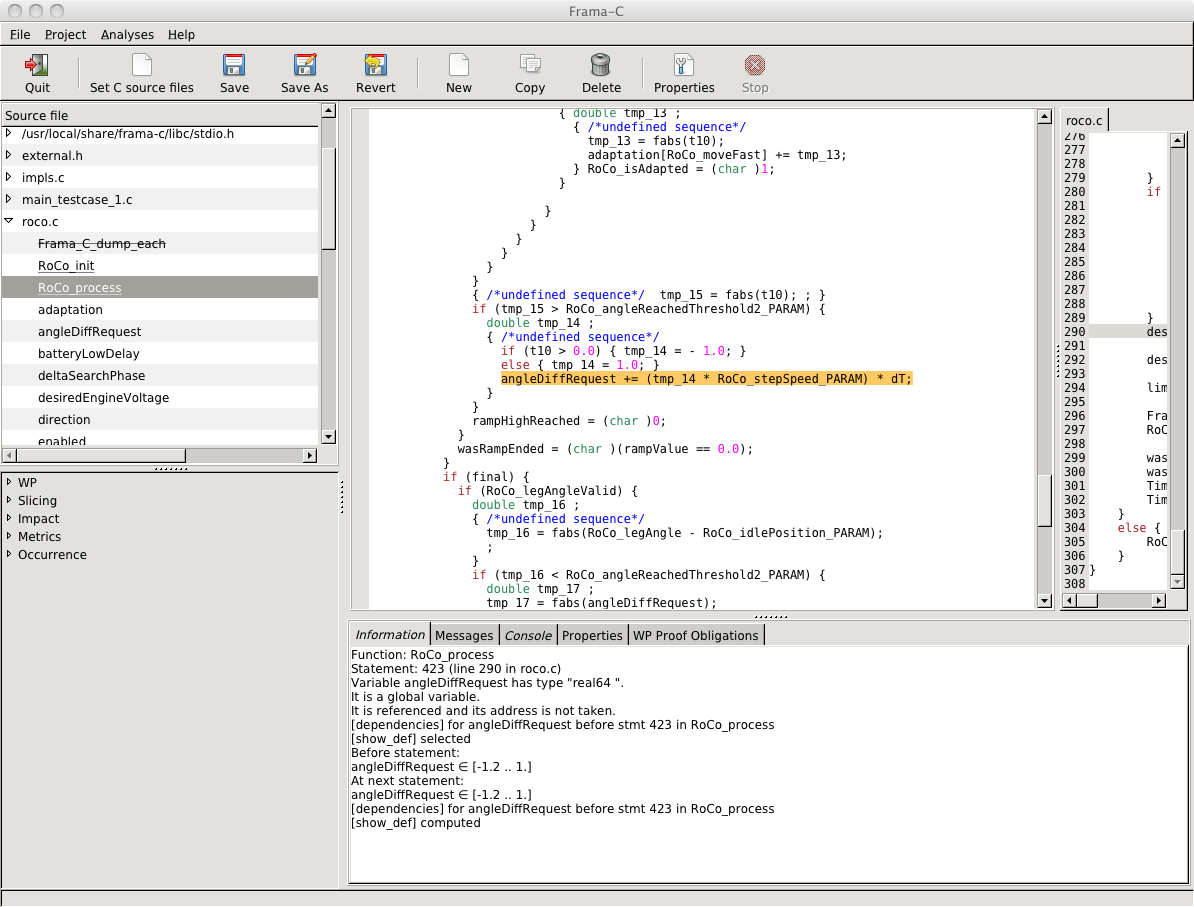 Frama-C
File Project Analyses Help
Quit Set C source files Save Save As Revert New Copy Delete Properties Stop
Source file
/usr/local/share/frama-c/libc/stdio.h
external.h
impls.c
main_testcase_1.c
roco.c
Frama_C_dump_each
RoCo_init
RoCo_process
adaptation
angleDiffRequest
batteryLowDelay
deltaSearchPhase
desiredEngineVoltage
direction
enabled
WP
Slicing
Impact
Metrics
Occurrence
{ double tmp_13 ;
{ /*undefined sequence*/
tmp_13 = fabs(t10);
adaptation[RoCo_moveFast] += tmp_13;
} RoCo_isAdapted = (char )1;
}
}
}
}
}
}
}
{ /*undefined sequence*/  tmp_15 = fabs(t10); ; }
if (tmp_15 > RoCo_angleReachedThreshold2_PARAM) {
double tmp_14 ;
{ /*undefined sequence*/
if (t10 > 0.0) { tmp_14 = - 1.0; }
else { tmp_14 = 1.0; }
angleDiffRequest += (tmp_14 * RoCo_stepSpeed_PARAM) * dT;
}
}
rampHighReached = (char )0;
}
wasRampEnded = (char )(rampValue == 0.0);
}
if (final) {
if (RoCo_legAngleValid) {
double tmp_16 ;
{ /*undefined sequence*/
tmp_16 = fabs(RoCo_legAngle - RoCo_idlePosition_PARAM);
;
}
if (tmp_16 < RoCo_angleReachedThreshold2_PARAM) {
double tmp_17 ;
tmp_17 = fabs(angleDiffRequest);
roco.c
276
277
278
279 }
280 if
281
282
283
284
285
286
287
288
289 }
290 des
291
292 des
293
294 lim
295
296 Fra
297 RoC
298
299 was
300 was
301 Tim
302 Tim
303 }
304 else {
305 RoC
306 }
307 }
308
Information Messages Console Properties WP Proof Obligations
Function: RoCo_process
Statement: 423 (line 290 in roco.c)
Variable angleDiffRequest has type "real64 ".
It is a global variable.
It is referenced and its address is not taken.
[dependencies] for angleDiffRequest before stmt 423 in RoCo_process
[show_def] selected
Before statement:
angleDiffRequest ∈ [-1.2 .. 1.]
At next statement:
angleDiffRequest ∈ [-1.2 .. 1.]
[dependencies] for angleDiffRequest before stmt 423 in RoCo_process
[show_def] computed